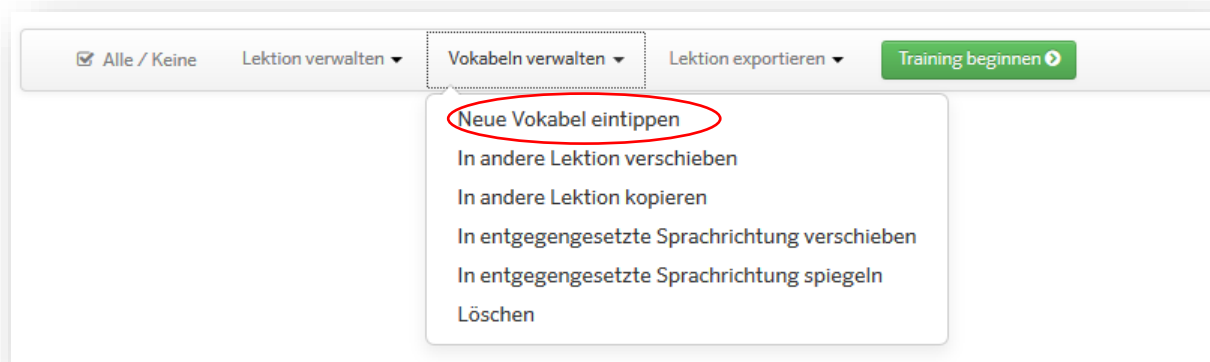 Alle / Keine Lektion verwalten Vokabeln verwalten Lektion exportieren Training beginnen
Neue Vokabel eintippen
In andere Lektion verschieben
In andere Lektion kopieren
In entgegengesetzte Sprachrichtung verschieben
In entgegengesetzte Sprachrichtung spiegeln
Löschen